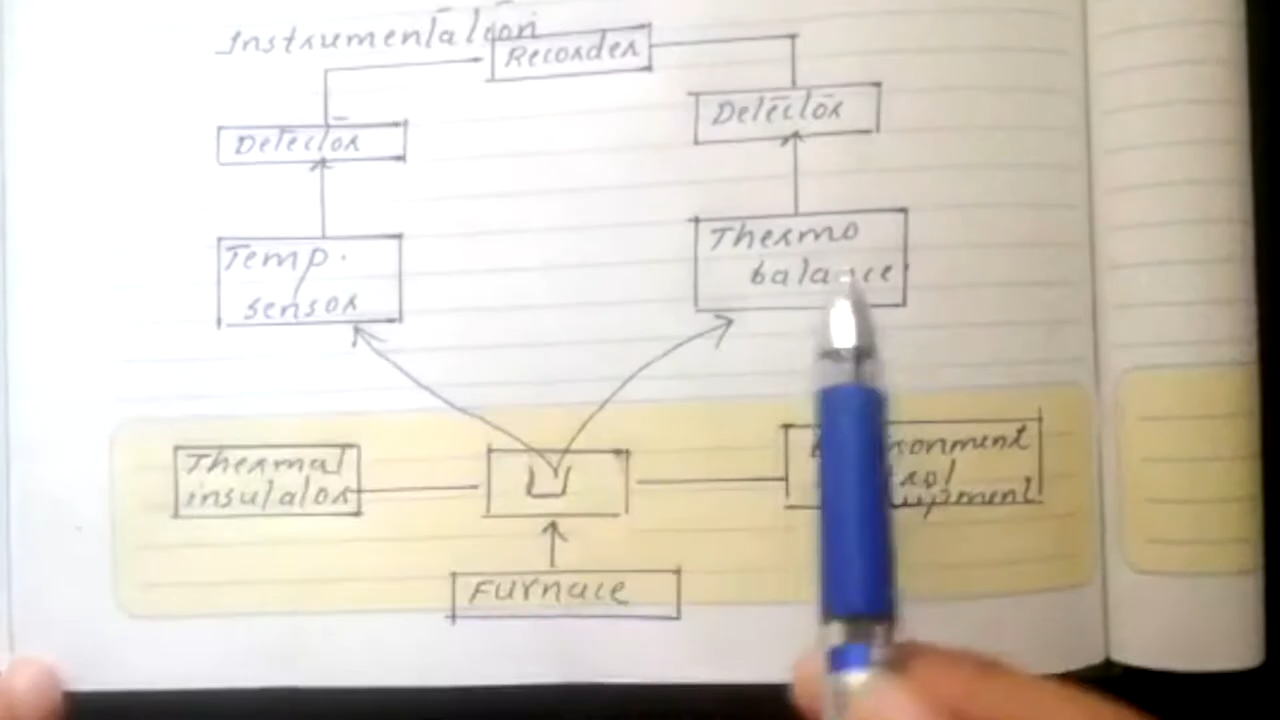 Instrumentation
Recorder
Detector
Detector
Temp.
sensor
Thermo
balance
Thermal
insulator
Furnace